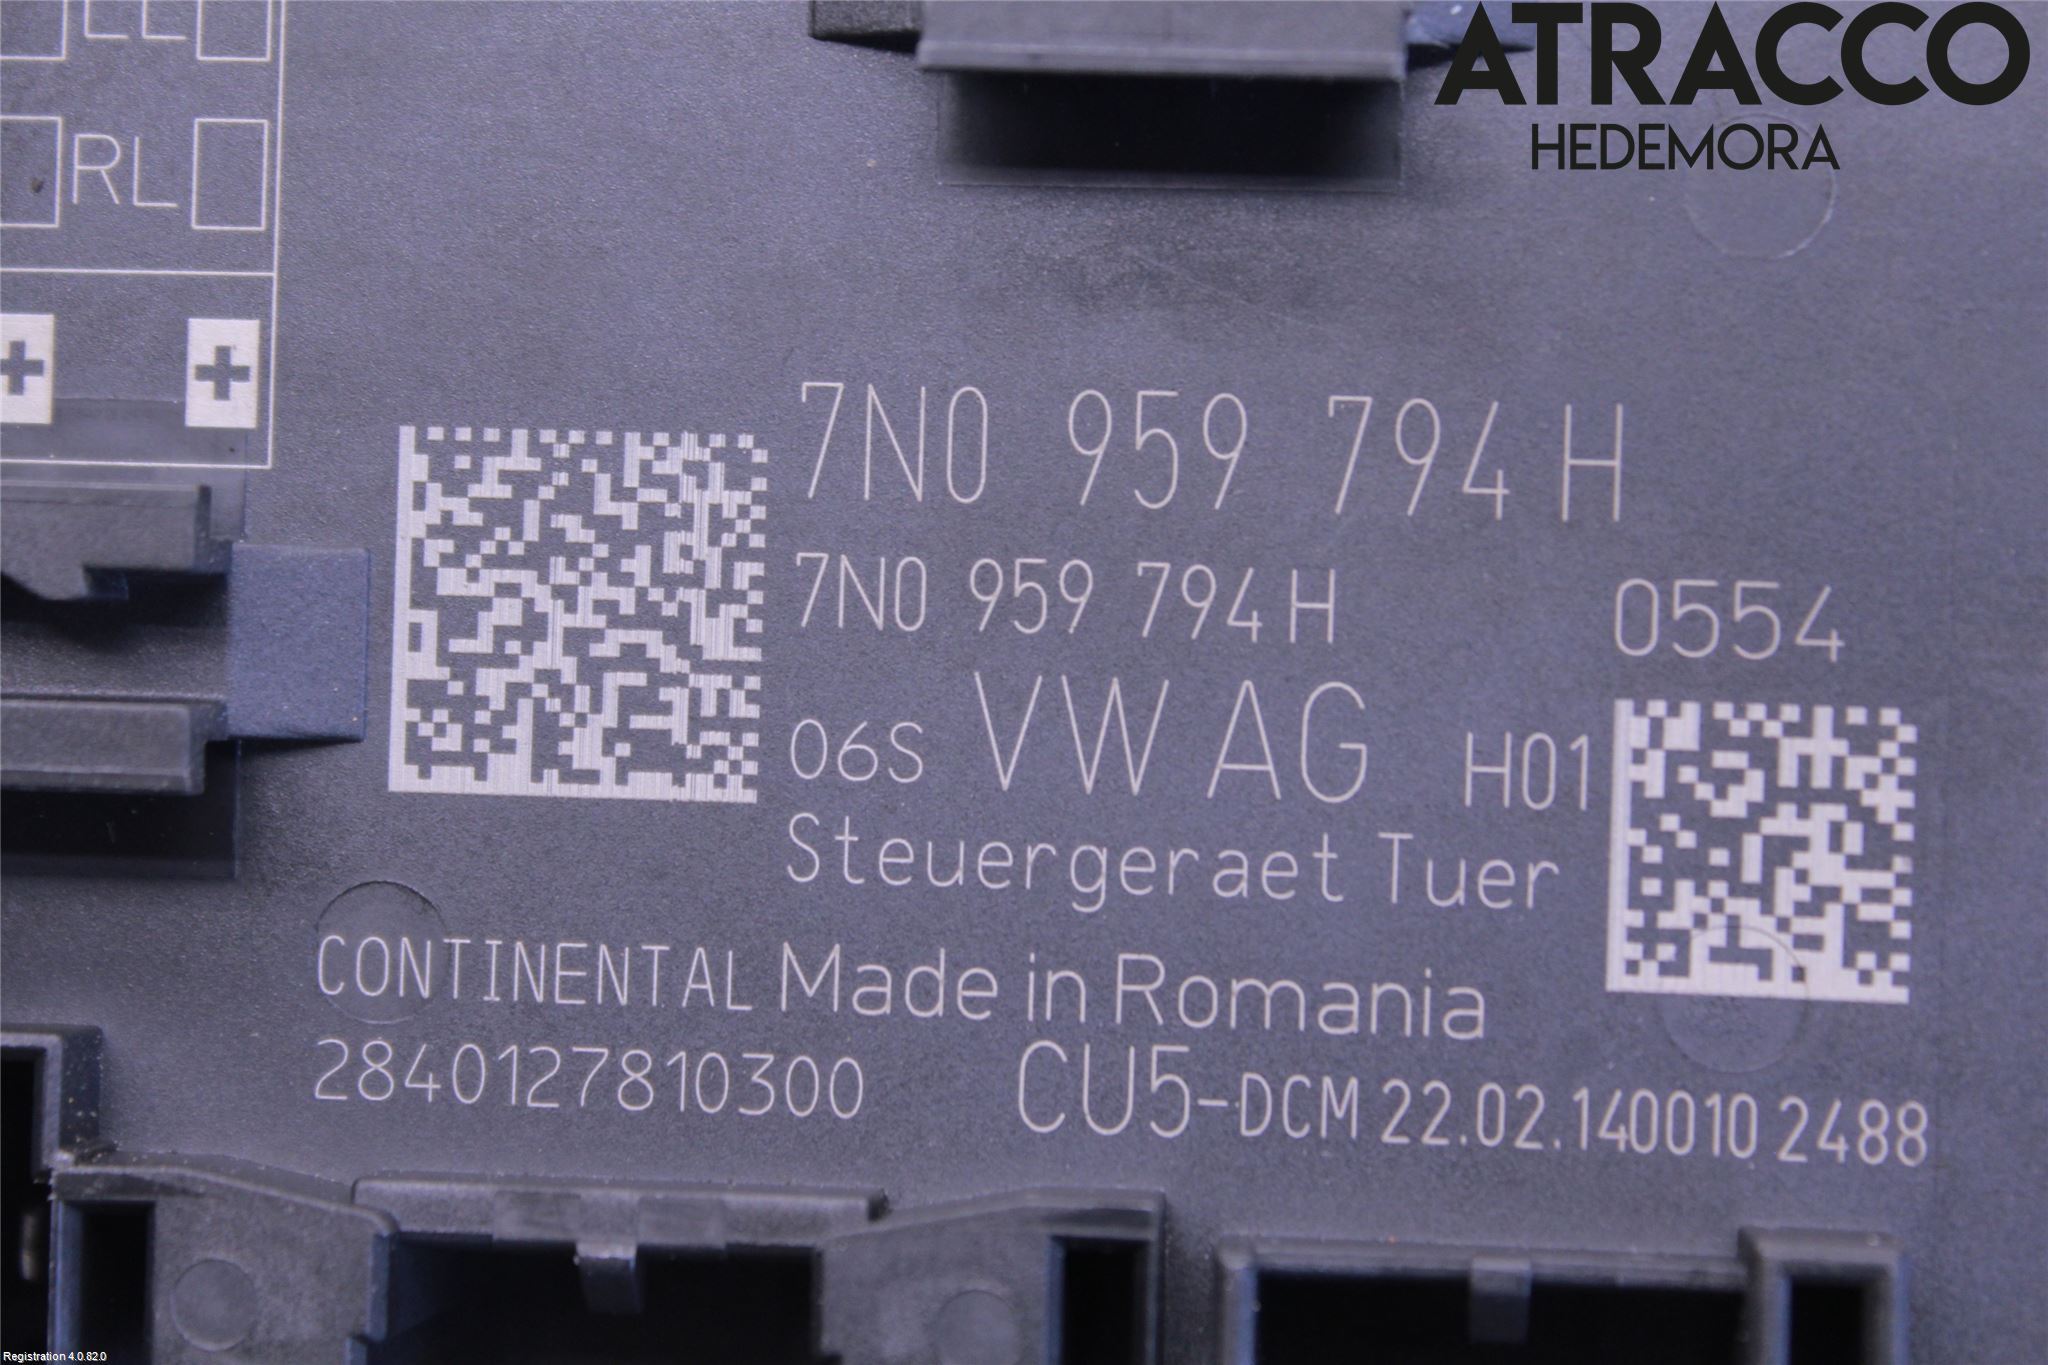 ATRACCO
HEDEMORA
LL
RL
7N0 959 794 H
7N0 959 794 H 0554
06S VW AG H01
Steuergeraet Tuer
CONTINENTAL Made in Romania
2840127810300 CU5-DCM 22.02.140010 2488
Registration 4.0.82.0